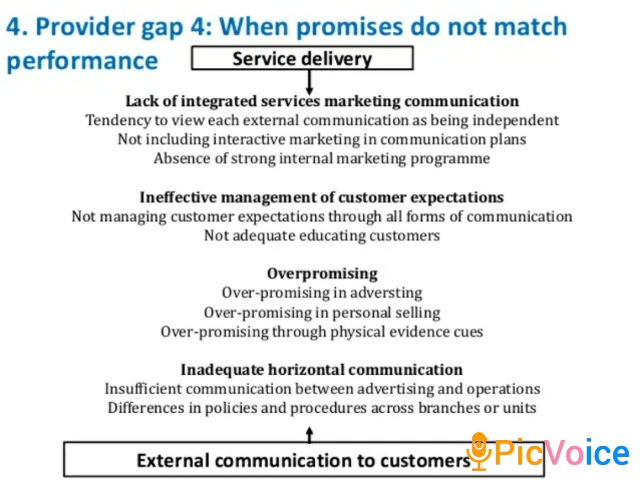 4. Provider gap 4: When promises do not match
performance
Service delivery
Lack of integrated services marketing communication
Tendency to view each external communication as being independent
Not including interactive marketing in communication plans
Absence of strong internal marketing programme
Ineffective management of customer expectations
Not managing customer expectations through all forms of communication
Not adequate educating customers
Overpromising
Over-promising in adversting
Over-promising in personal selling
Over-promising through physical evidence cues
Inadequate horizontal communication
Insufficient communication between advertising and operations
Differences in policies and procedures across branches or units
External communication to customers
PicVoice